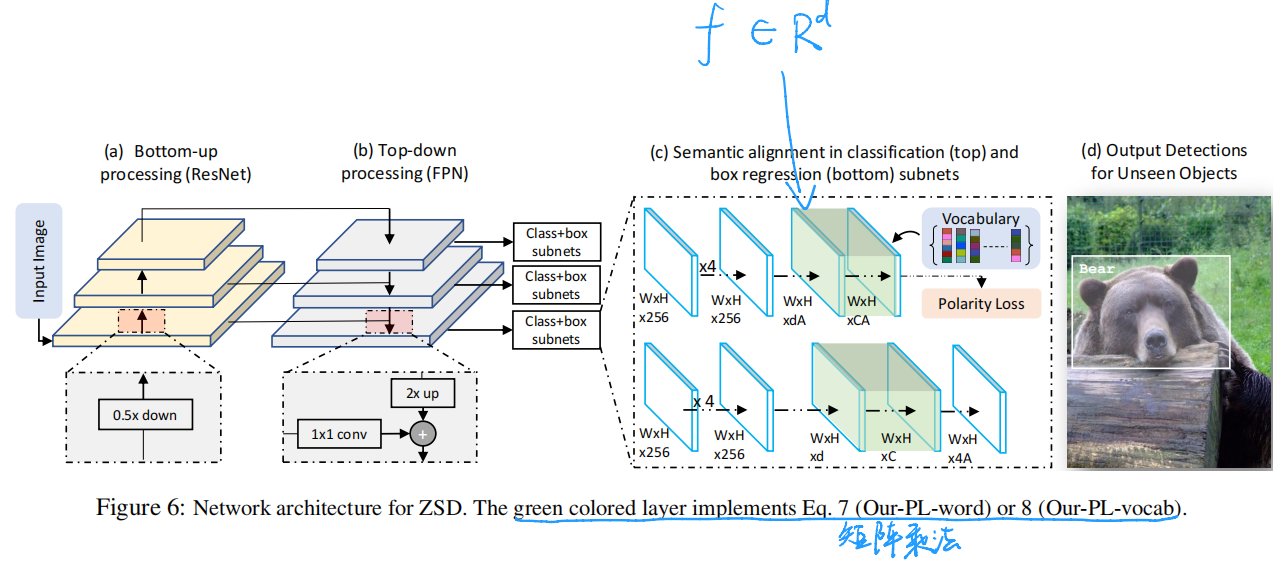 f ∈ R^d
(a) Bottom-up
processing (ResNet)
(b) Top-down
processing (FPN)
(c) Semantic alignment in classification (top) and
box regression (bottom) subnets
(d) Output Detections
for Unseen Objects
Input Image
Class+box
subnets
Class+box
subnets
Class+box
subnets
0.5x down
2x up
1x1 conv
+
x4
WxH
x256
WxH
x256
WxH
xdA
WxH
xCA
Vocabulary
Polarity Loss
x 4
WxH
x256
WxH
x256
WxH
xd
WxH
xC
WxH
x4A
Bear
Figure 6: Network architecture for ZSD. The green colored layer implements Eq. 7 (Our-PL-word) or 8 (Our-PL-vocab).
矩阵乘法